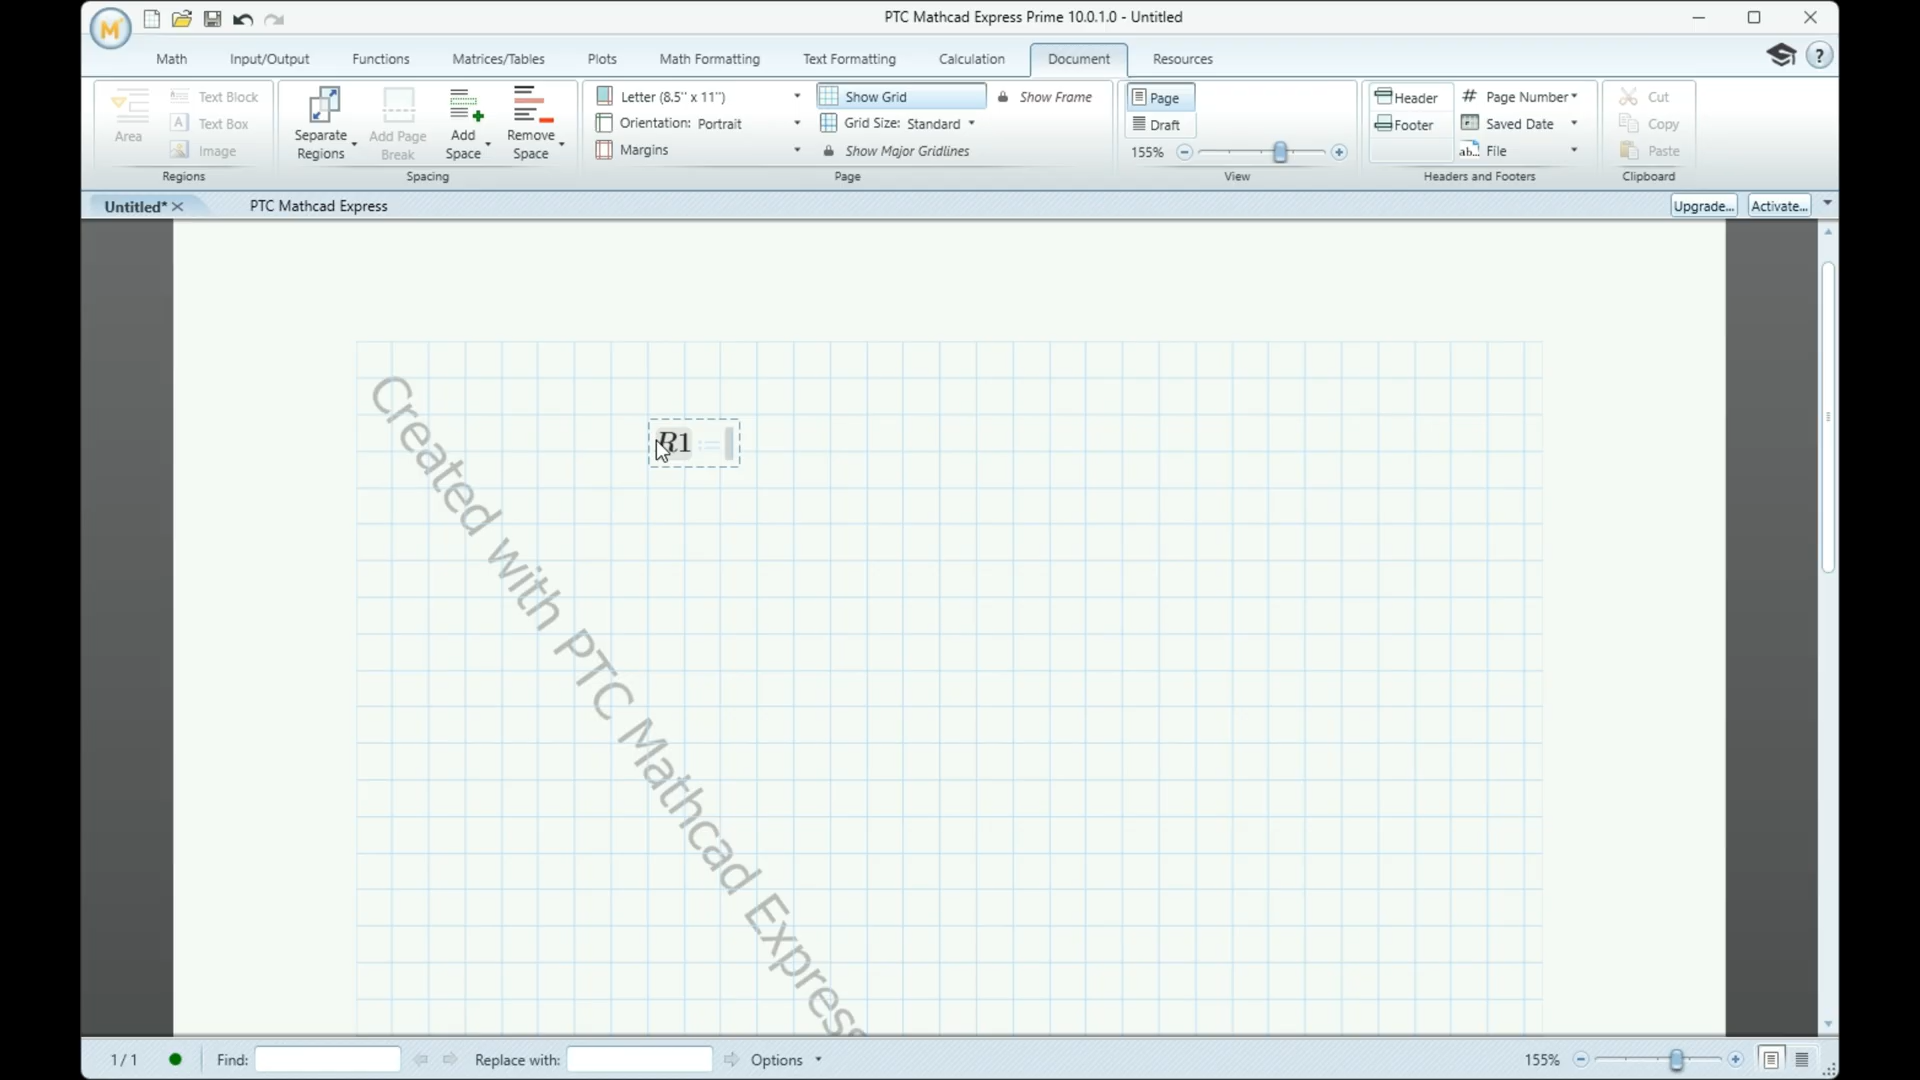 PTC Mathcad Express Prime 10.0.1.0 - Untitled
Math Input/Output Functions Matrices/Tables Plots Math Formatting Text Formatting Calculation Document Resources
Area
Text Block
Text Box
Image
Regions
Separate Regions
Add Page Break
Add Space
Remove Space
Spacing
Letter (8.5" x 11")
Orientation: Portrait
Margins
Show Grid
Grid Size: Standard
Show Major Gridlines
Show Frame
Page
Page
Draft
155%
View
Header
Footer
# Page Number
Saved Date
ab.. File
Headers and Footers
Cut
Copy
Paste
Clipboard
Untitled* PTC Mathcad Express Upgrade... Activate...
R1 :=
Created with PTC Mathcad Express
1 / 1 Find: Replace with: Options 155%